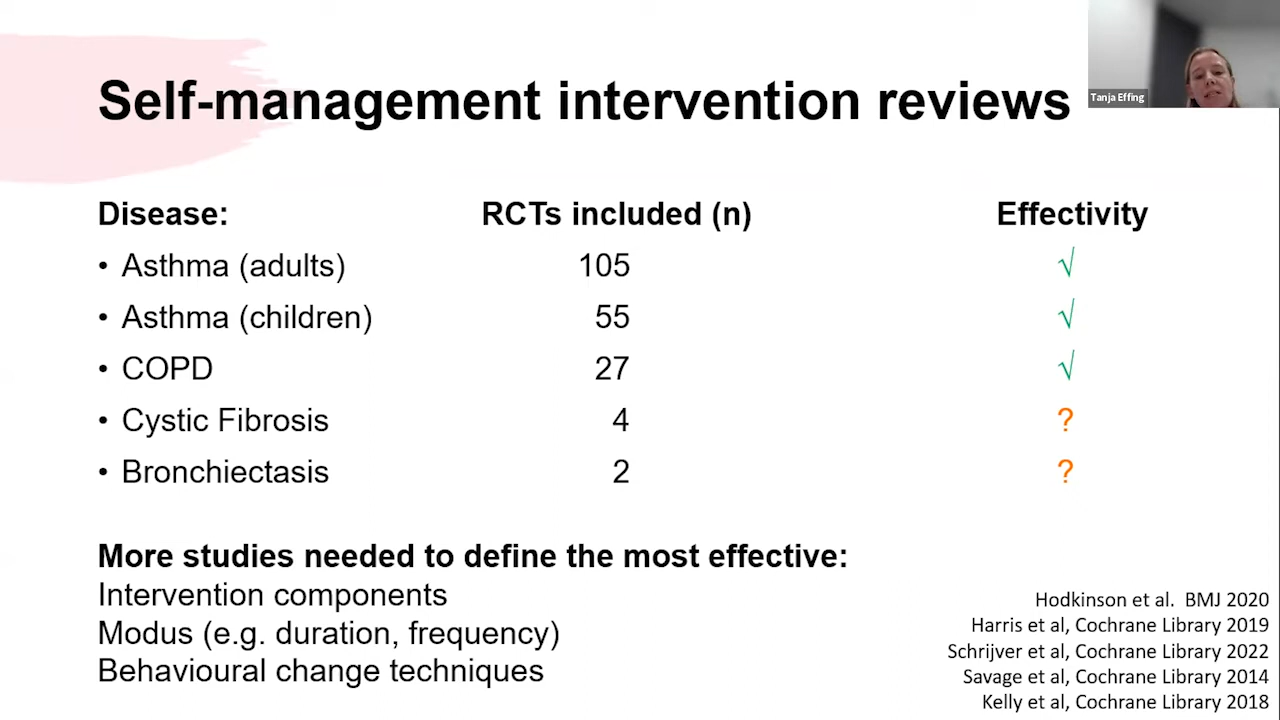 Tanja Effing
Self-management intervention reviews
Disease: RCTs included (n) Effectivity
• Asthma (adults) 105 √
• Asthma (children) 55 √
• COPD 27 √
• Cystic Fibrosis 4 ?
• Bronchiectasis 2 ?
More studies needed to define the most effective:
Intervention components
Modus (e.g. duration, frequency)
Behavioural change techniques
Hodkinson et al. BMJ 2020
Harris et al, Cochrane Library 2019
Schrijver et al, Cochrane Library 2022
Savage et al, Cochrane Library 2014
Kelly et al, Cochrane Library 2018